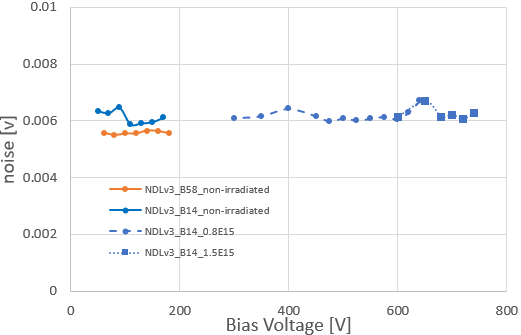 0.01
0.008
0.006
0.004
0.002
0
noise [v]
NDLv3_B58_non-irradiated
NDLv3_B14_non-irradiated
NDLv3_B14_0.8E15
NDLv3_B14_1.5E15
0 200 400 600 800
Bias Voltage [V]